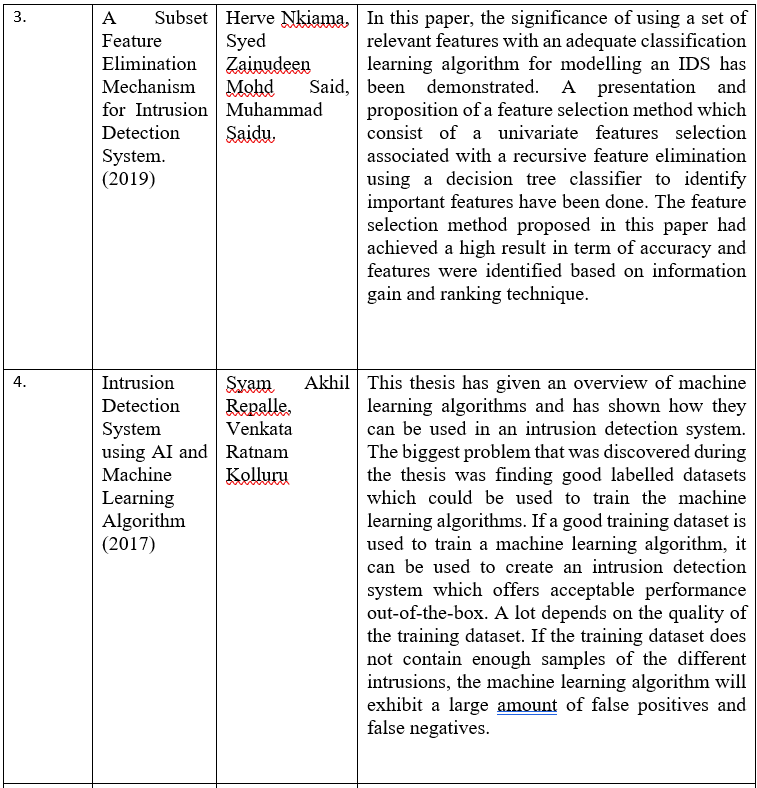 3.
A Subset
Feature
Elimination
Mechanism
for Intrusion
Detection
System.
(2019)
Herve Nkiama,
Syed
Zainudeen
Mohd Said,
Muhammad
Saidu.
In this paper, the significance of using a set of
relevant features with an adequate classification
learning algorithm for modelling an IDS has
been demonstrated. A presentation and
proposition of a feature selection method which
consist of a univariate features selection
associated with a recursive feature elimination
using a decision tree classifier to identify
important features have been done. The feature
selection method proposed in this paper had
achieved a high result in term of accuracy and
features were identified based on information
gain and ranking technique.
4.
Intrusion
Detection
System
using AI and
Machine
Learning
Algorithm
(2017)
Syam Akhil
Repalle,
Venkata
Ratnam
Kolluru
This thesis has given an overview of machine
learning algorithms and has shown how they
can be used in an intrusion detection system.
The biggest problem that was discovered during
the thesis was finding good labelled datasets
which could be used to train the machine
learning algorithms. If a good training dataset is
used to train a machine learning algorithm, it
can be used to create an intrusion detection
system which offers acceptable performance
out-of-the-box. A lot depends on the quality of
the training dataset. If the training dataset does
not contain enough samples of the different
intrusions, the machine learning algorithm will
exhibit a large amount of false positives and
false negatives.